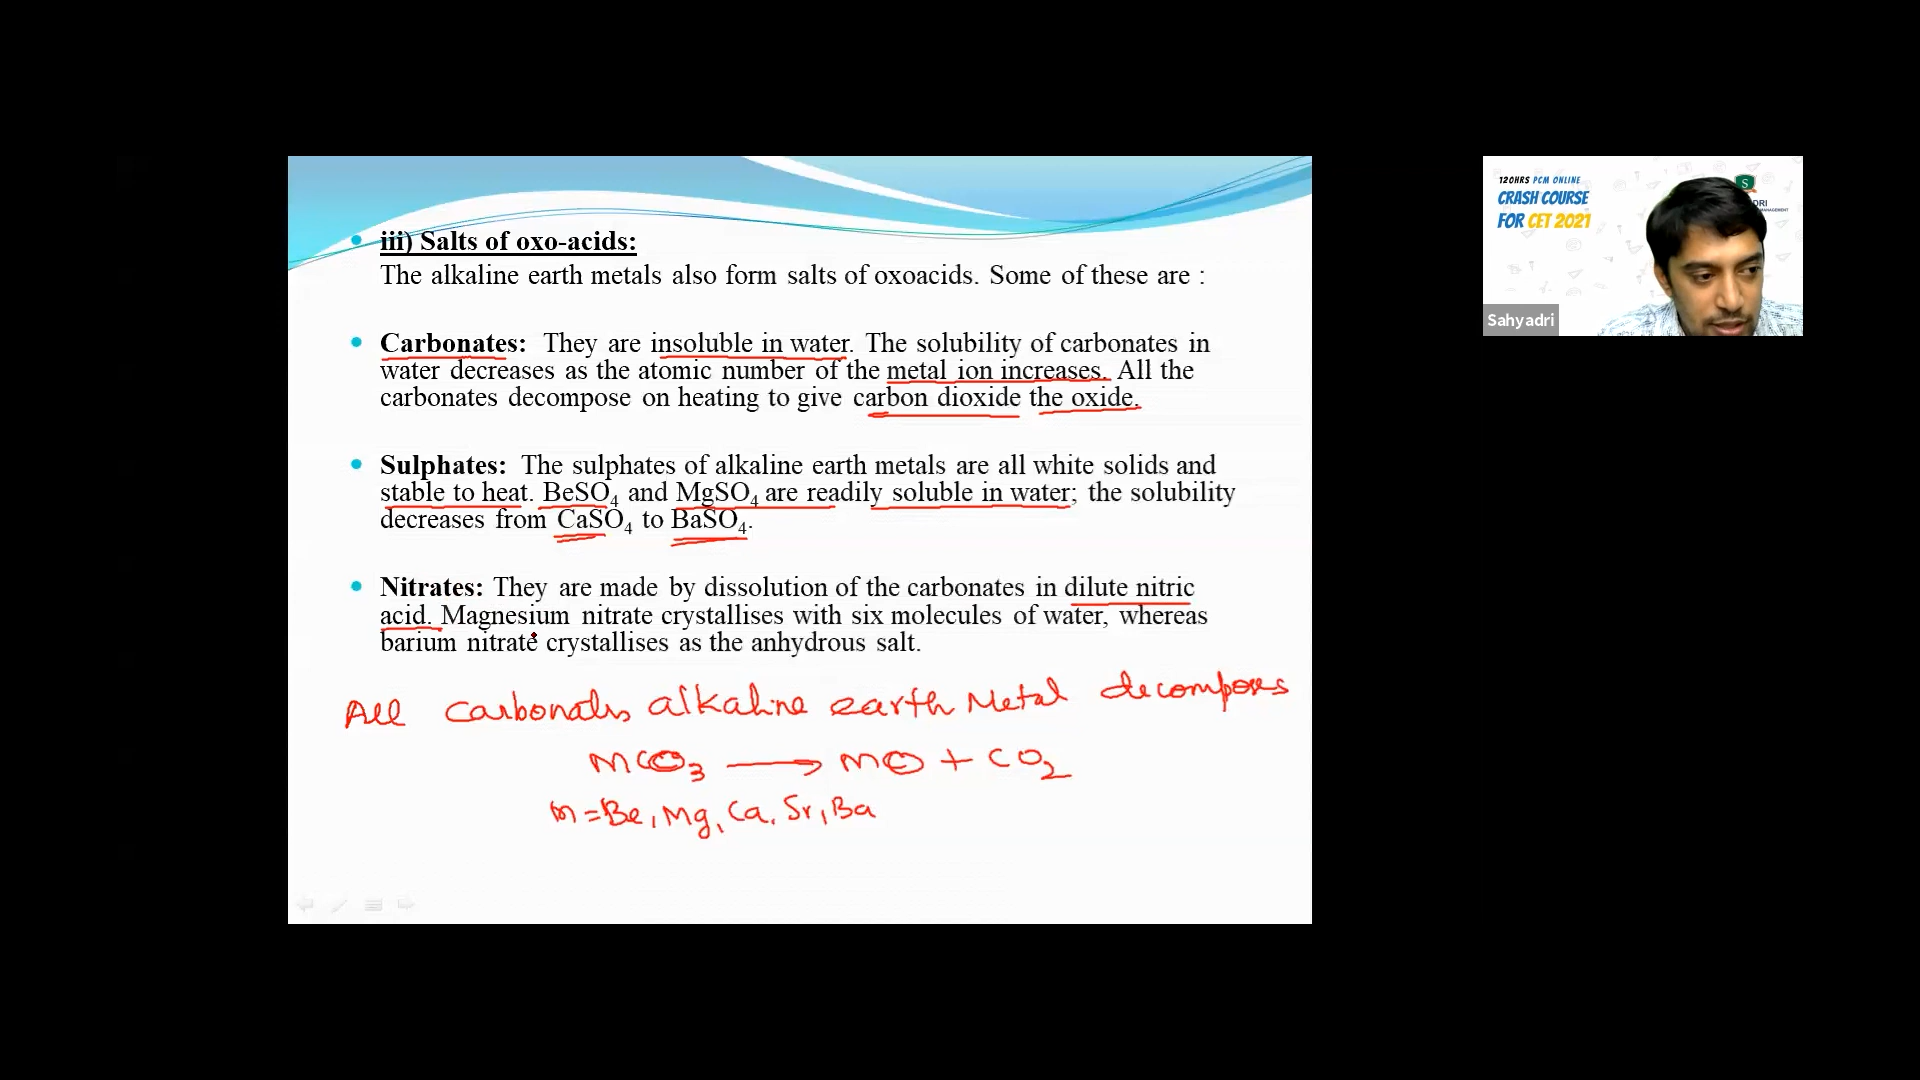 iii) Salts of oxo-acids:
The alkaline earth metals also form salts of oxoacids. Some of these are :
Carbonates: They are insoluble in water. The solubility of carbonates in
water decreases as the atomic number of the metal ion increases. All the
carbonates decompose on heating to give carbon dioxide the oxide.
Sulphates: The sulphates of alkaline earth metals are all white solids and
stable to heat. BeSO₄ and MgSO₄ are readily soluble in water; the solubility
decreases from CaSO₄ to BaSO₄.
Nitrates: They are made by dissolution of the carbonates in dilute nitric
acid. Magnesium nitrate crystallises with six molecules of water, whereas
barium nitrate crystallises as the anhydrous salt.
All Carbonates alkaline earth Metal decomposes
MCO₃ ⟶ MO + CO₂
M = Be, Mg, Ca, Sr, Ba
120HRS PCM ONLINE
CRASH COURSE
FOR CET 2021
S
DRI
Sahyadri